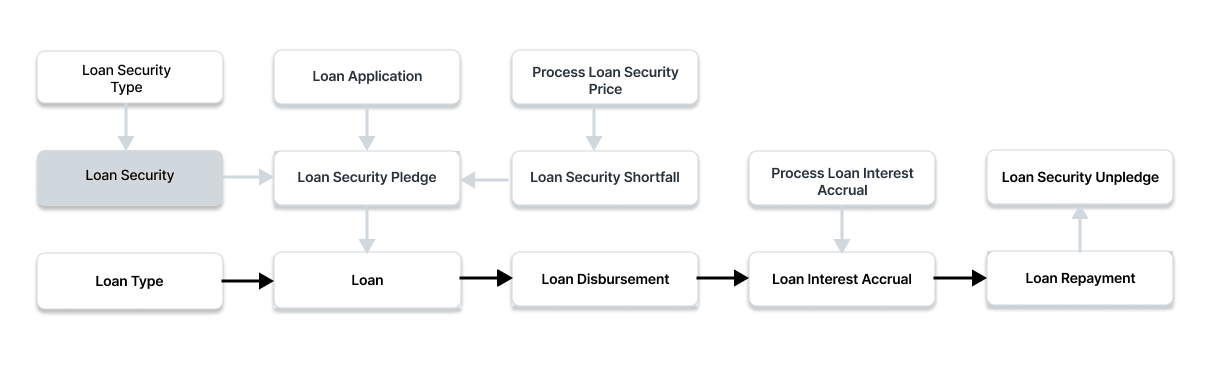 Loan Security
Type
Loan Application
Process Loan Security
Price
Loan Security
Loan Security Pledge
Loan Security Shortfall
Process Loan Interest
Accrual
Loan Security Unpledge
Loan Type
Loan
Loan Disbursement
Loan Interest Accrual
Loan Repayment